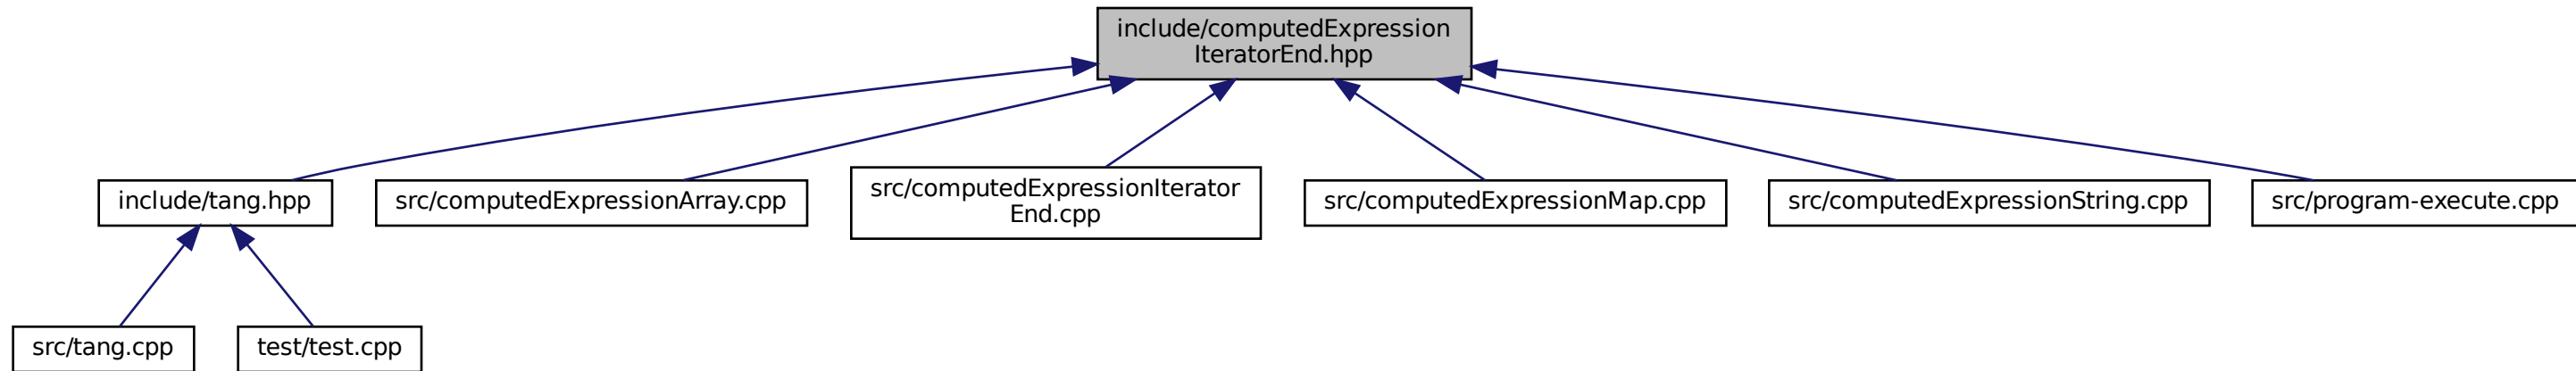 include/computedExpression
IteratorEnd.hpp
include/tang.hpp
src/computedExpressionArray.cpp
src/computedExpressionIterator
End.cpp
src/computedExpressionMap.cpp
src/computedExpressionString.cpp
src/program-execute.cpp
src/tang.cpp
test/test.cpp